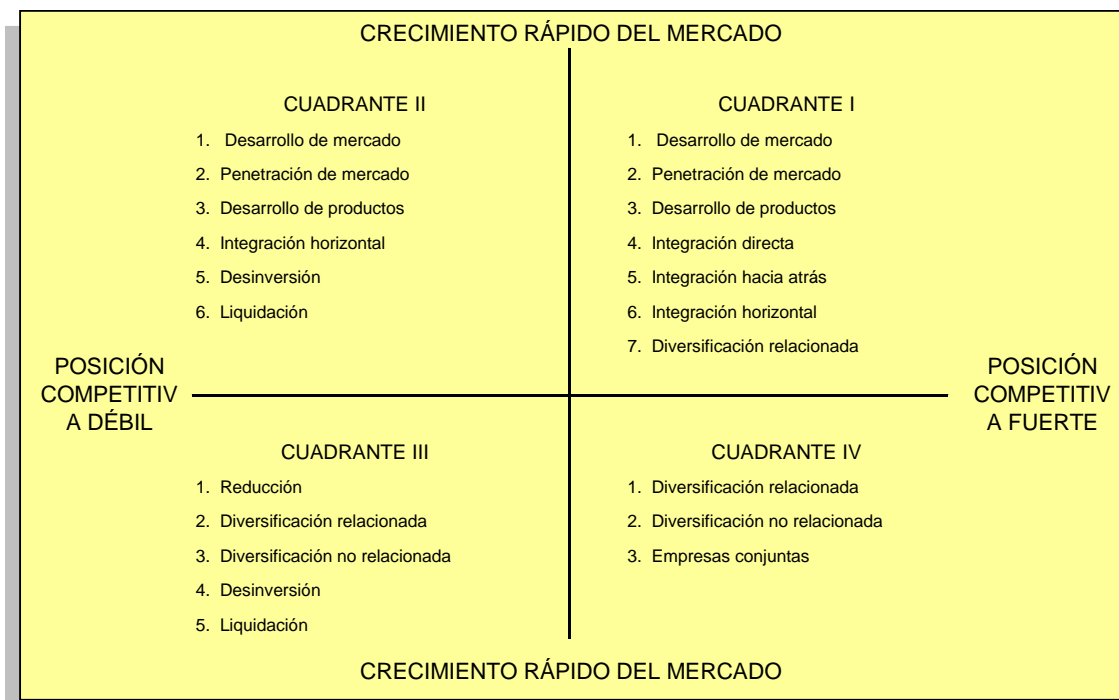 CRECIMIENTO RÁPIDO DEL MERCADO
CUADRANTE II
1. Desarrollo de mercado
2. Penetración de mercado
3. Desarrollo de productos
4. Integración horizontal
5. Desinversión
6. Liquidación
CUADRANTE I
1. Desarrollo de mercado
2. Penetración de mercado
3. Desarrollo de productos
4. Integración directa
5. Integración hacia atrás
6. Integración horizontal
7. Diversificación relacionada
POSICIÓN
COMPETITIV
A DÉBIL
POSICIÓN
COMPETITIV
A FUERTE
CUADRANTE III
1. Reducción
2. Diversificación relacionada
3. Diversificación no relacionada
4. Desinversión
5. Liquidación
CUADRANTE IV
1. Diversificación relacionada
2. Diversificación no relacionada
3. Empresas conjuntas
CRECIMIENTO RÁPIDO DEL MERCADO